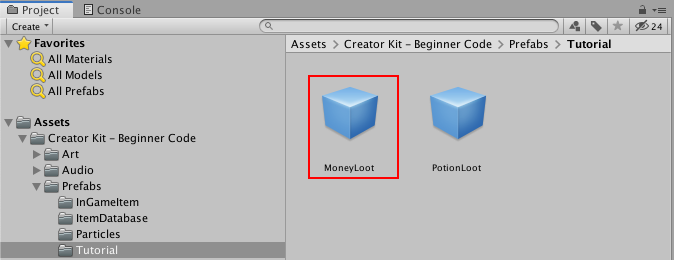 Project
Console
Create
24
Favorites
All Materials
All Models
All Prefabs
Assets
Creator Kit – Beginner Code
Art
Audio
Prefabs
InGameItem
ItemDatabase
Particles
Tutorial
Assets > Creator Kit – Beginner Code > Prefabs > Tutorial
MoneyLoot
PotionLoot